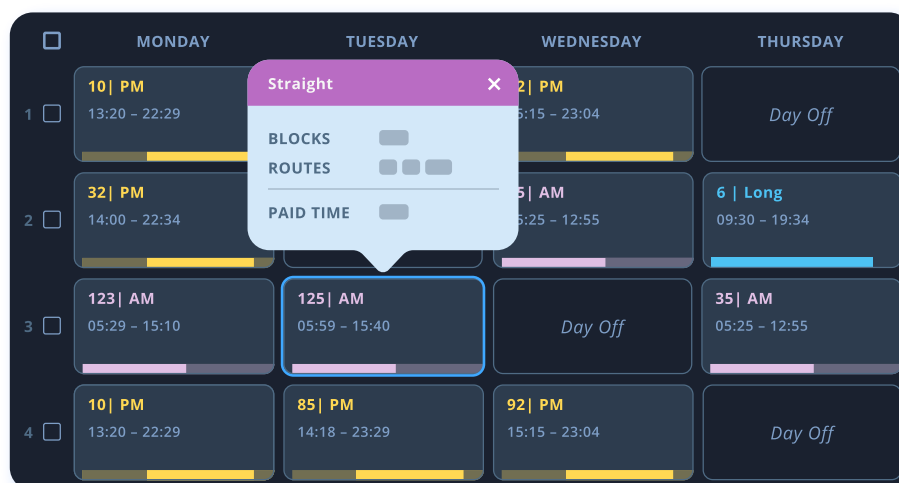 MONDAY TUESDAY WEDNESDAY THURSDAY
1
10| PM
13:20 – 22:29
2| PM
5:15 – 23:04
Day Off
Straight ×
BLOCKS
ROUTES
PAID TIME
2
32| PM
14:00 – 22:34
5| AM
5:25 – 12:55
6 | Long
09:30 – 19:34
3
123| AM
05:29 – 15:10
125| AM
05:59 – 15:40
Day Off
35| AM
05:25 – 12:55
4
10| PM
13:20 – 22:29
85| PM
14:18 – 23:29
92| PM
15:15 – 23:04
Day Off